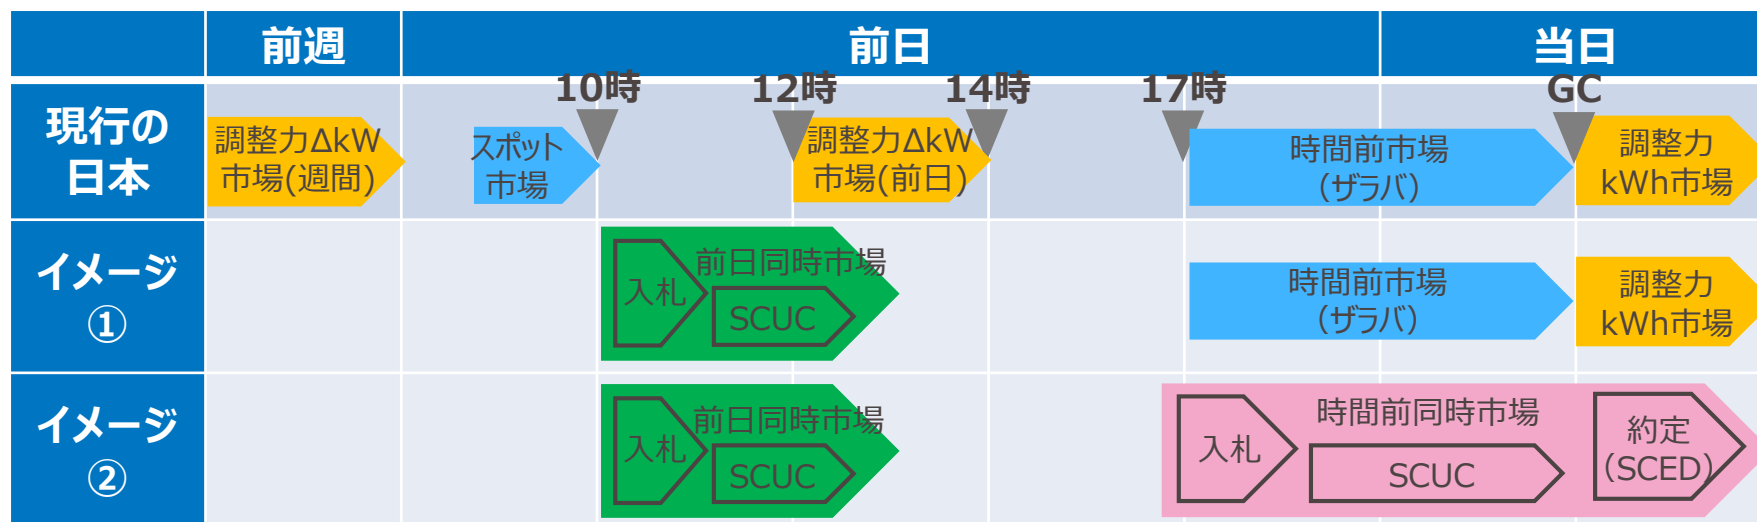 前週
前日
当日
10時
12時
14時
17時
GC
現行の
日本
調整力ΔkW
市場(週間)
スポット
市場
調整力ΔkW
市場(前日)
時間前市場
（ザラバ）
調整力
kWh市場
イメージ
①
入札
前日同時市場
SCUC
時間前市場
（ザラバ）
調整力
kWh市場
イメージ
②
入札
前日同時市場
SCUC
入札
時間前同時市場
SCUC
約定
（SCED）